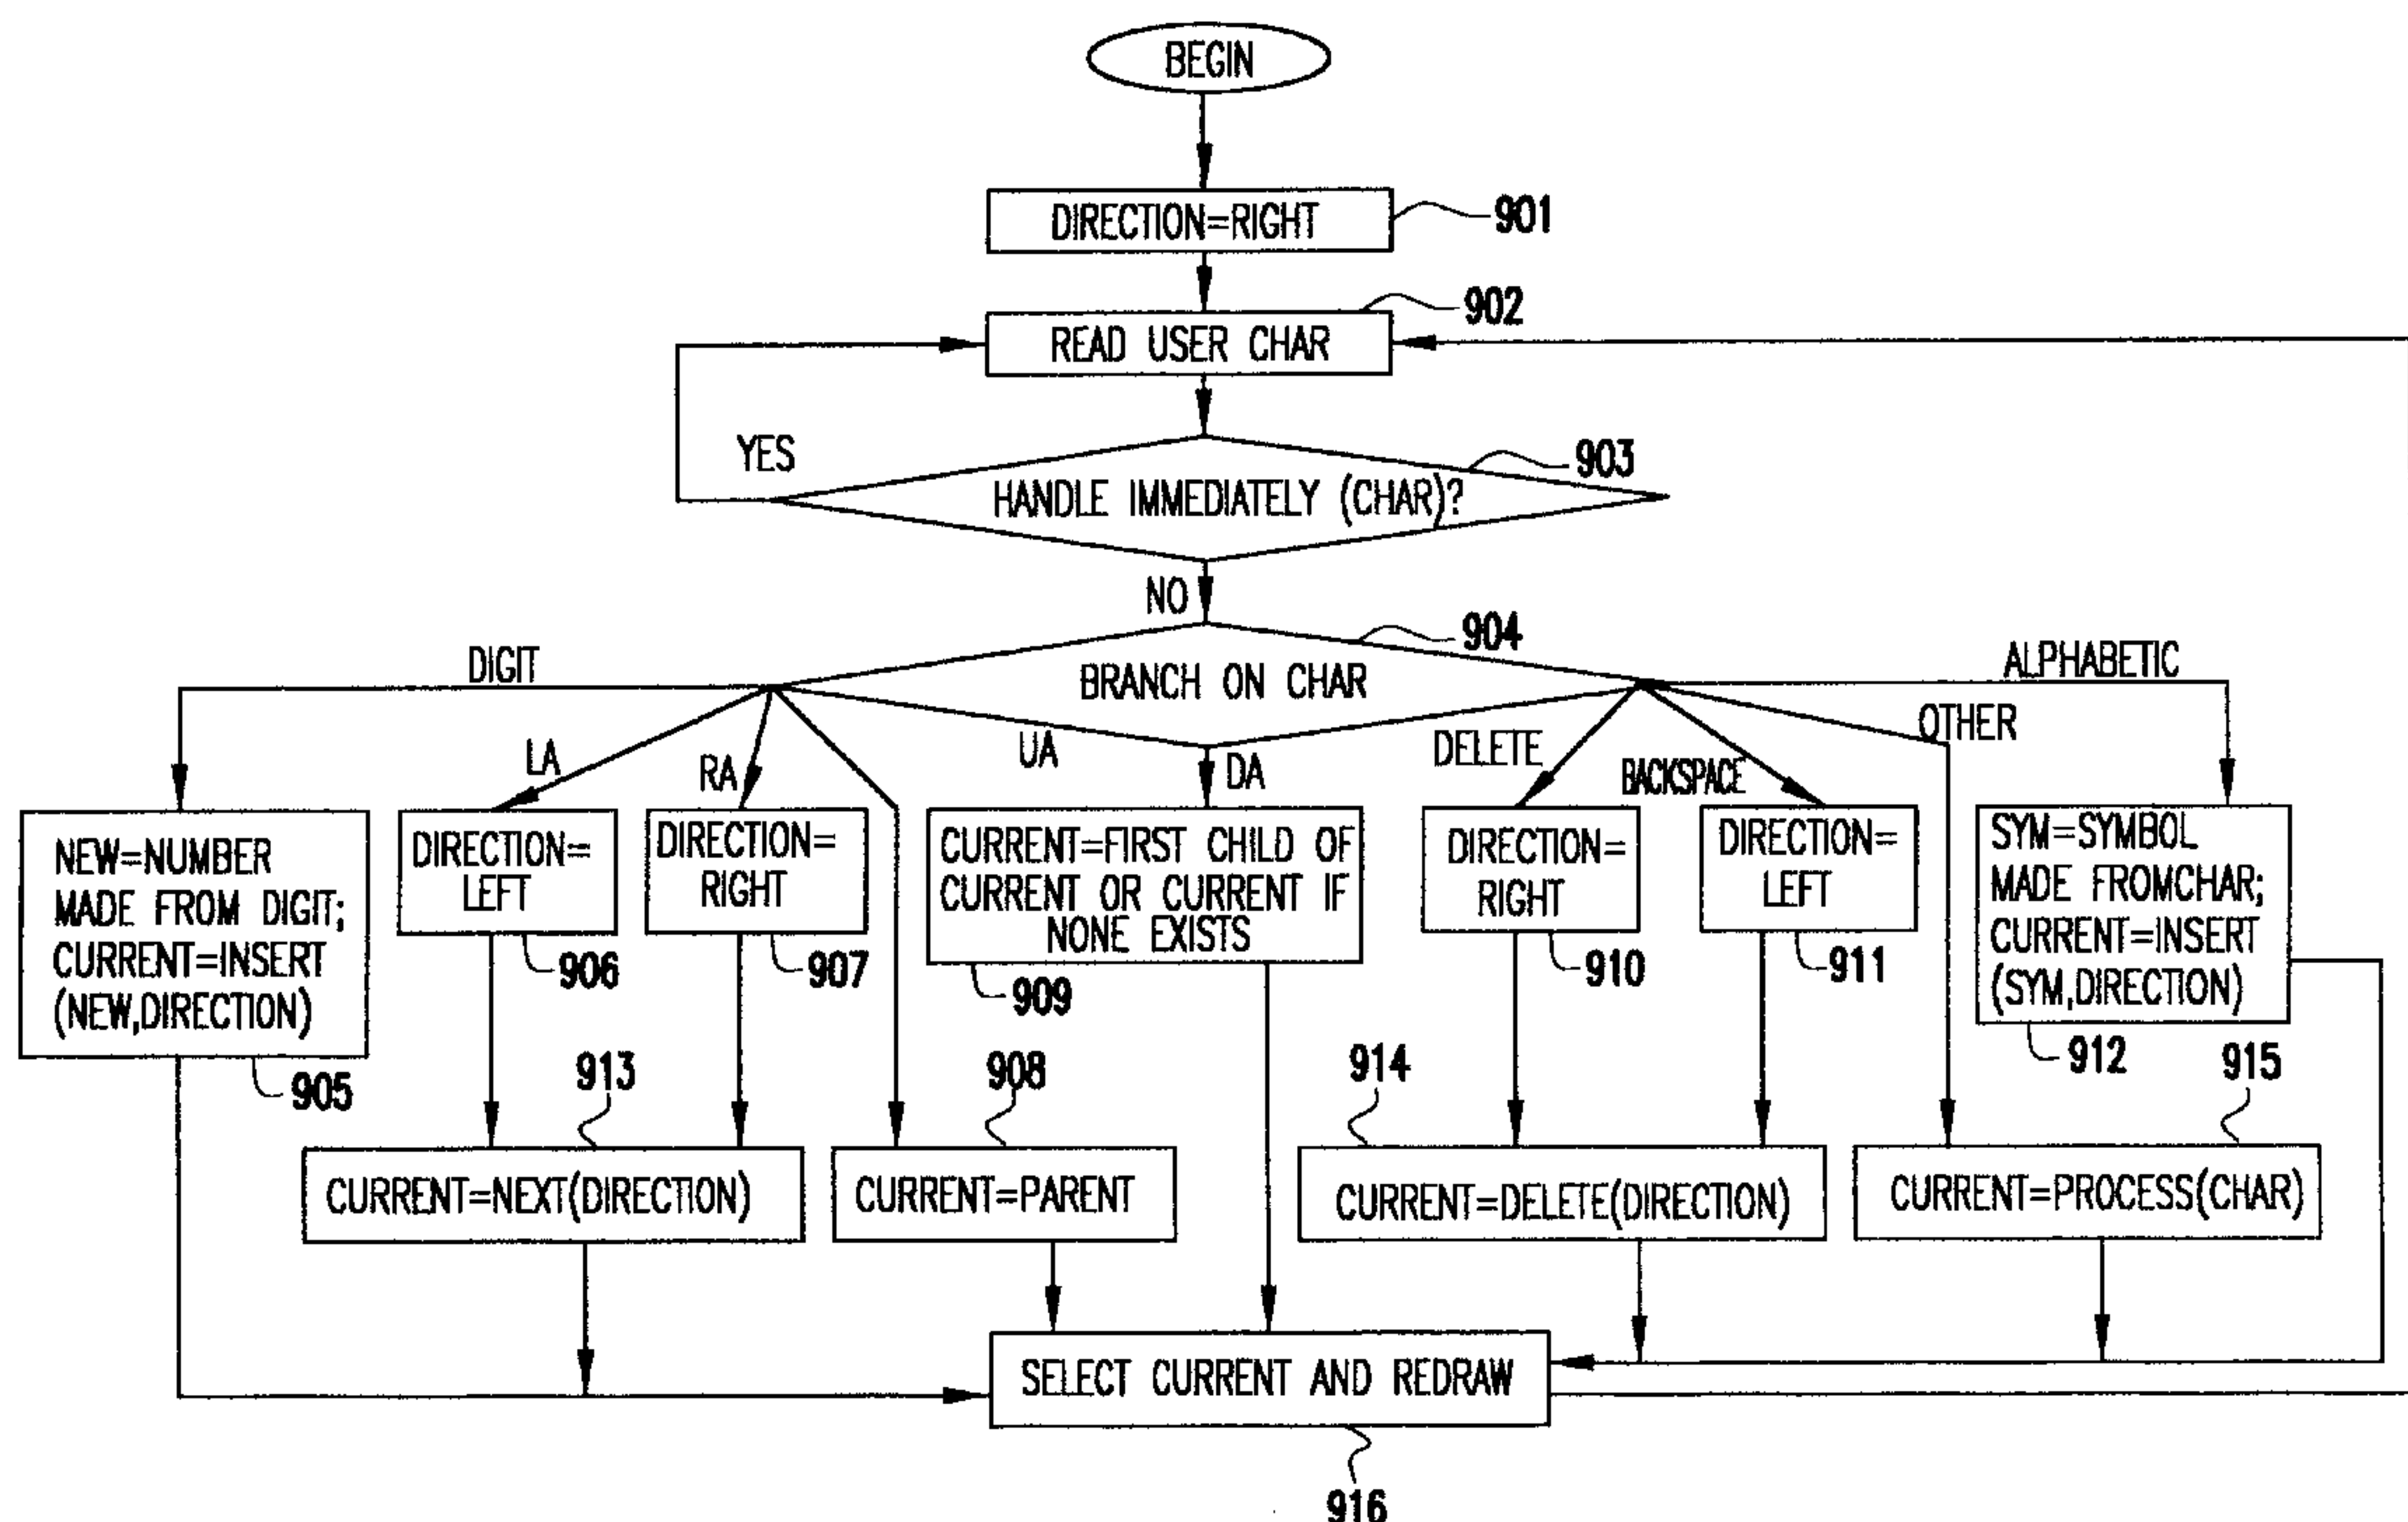 BEGIN
DIRECTION=RIGHT
901
902
READ USER CHAR
YES
903
HANDLE IMMEDIATELY (CHAR)?
NO
904
DIGIT
BRANCH ON CHAR
ALPHABETIC
OTHER
LA
RA
UA
DA
DELETE
BACKSPACE
NEW=NUMBER
MADE FROM DIGIT;
CURRENT=INSERT
(NEW,DIRECTION)
905
DIRECTION=
LEFT
906
DIRECTION=
RIGHT
907
CURRENT=FIRST CHILD OF
CURRENT OR CURRENT IF
NONE EXISTS
909
DIRECTION=
RIGHT
910
DIRECTION=
LEFT
911
SYM=SYMBOL
MADE FROMCHAR;
CURRENT=INSERT
(SYM,DIRECTION)
912
913
908
914
915
CURRENT=NEXT(DIRECTION)
CURRENT=PARENT
CURRENT=DELETE(DIRECTION)
CURRENT=PROCESS(CHAR)
SELECT CURRENT AND REDRAW
916